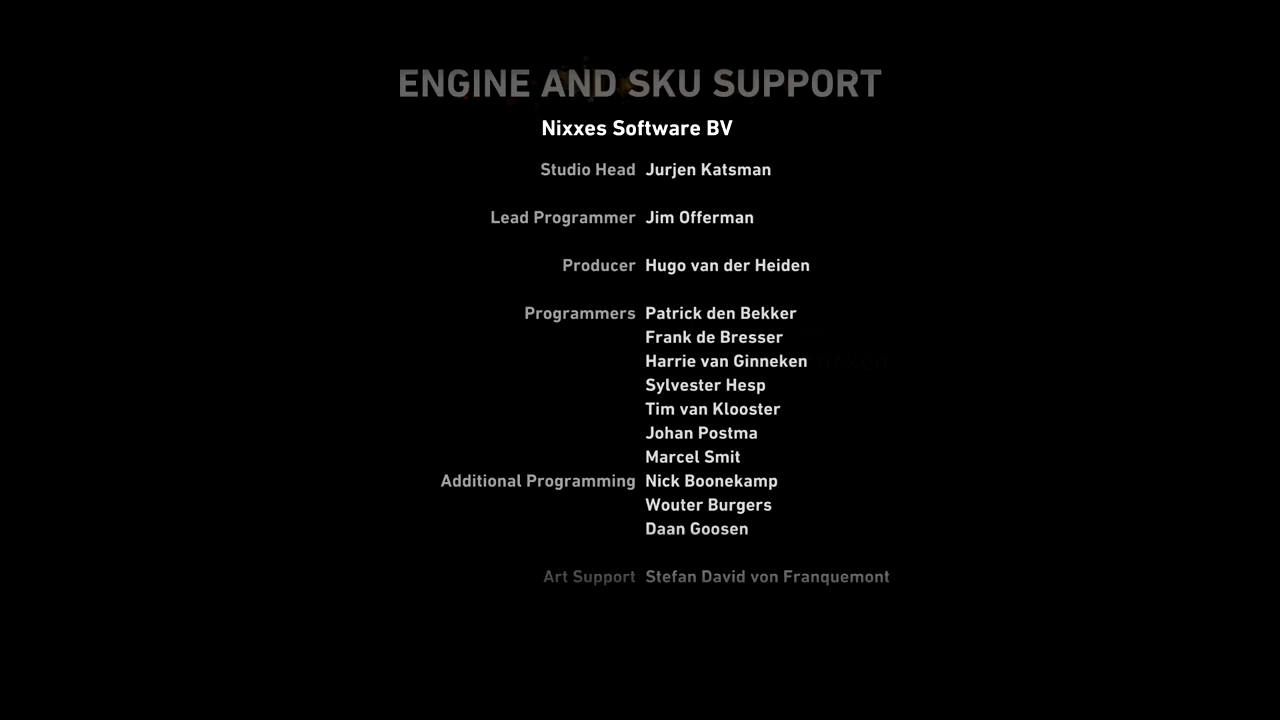 ENGINE AND SKU SUPPORT
Nixxes Software BV
Studio Head Jurjen Katsman
Lead Programmer Jim Offerman
Producer Hugo van der Heiden
Programmers Patrick den Bekker
Frank de Bresser
Harrie van Ginneken
Sylvester Hesp
Tim van Klooster
Johan Postma
Marcel Smit
Additional Programming Nick Boonekamp
Wouter Burgers
Daan Goosen
Art Support Stefan David von Franquemont